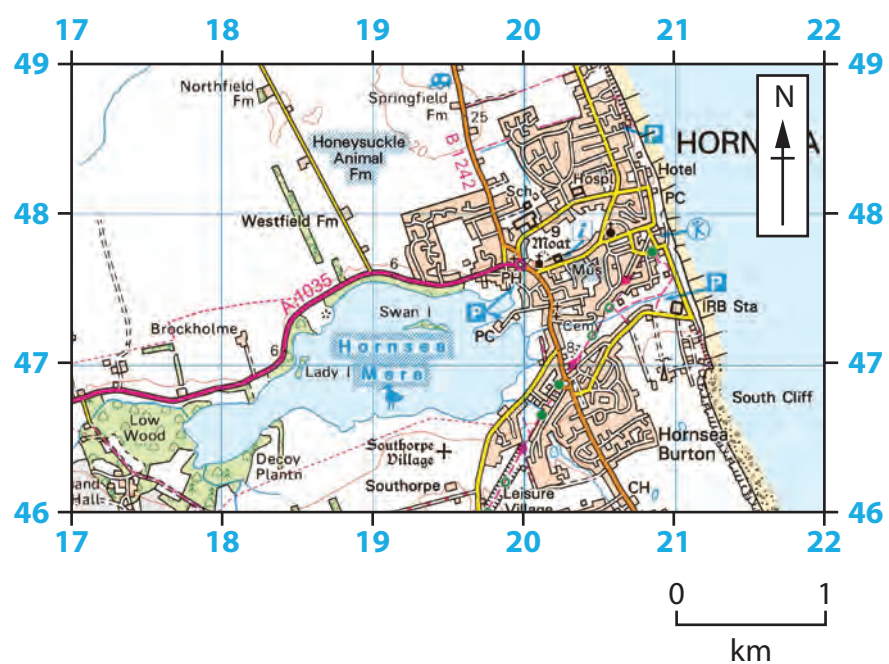 17 18 19 20 21 22
49 49
Northfield
Fm
Springfield
Fm
25
20
B 1242
P
N
HORNSEA
Honeysuckle
Animal
Fm
Hospl
Hotel
Sch
PC
48 48
Westfield Fm
9
Moat
i
Mus
A 1035
6
PH
P
Swan I
P
PC
IRB Sta
Cemy
Brockholme
6
Hornsea
Mere
8
47 47
Lady I
South Cliff
Low
Wood
Southorpe
Village
Hornsea
Burton
Decoy
Plantn
Southorpe
CH
and
Hall
Leisure
Village
46 46
17 18 19 20 21 22
0 1
km